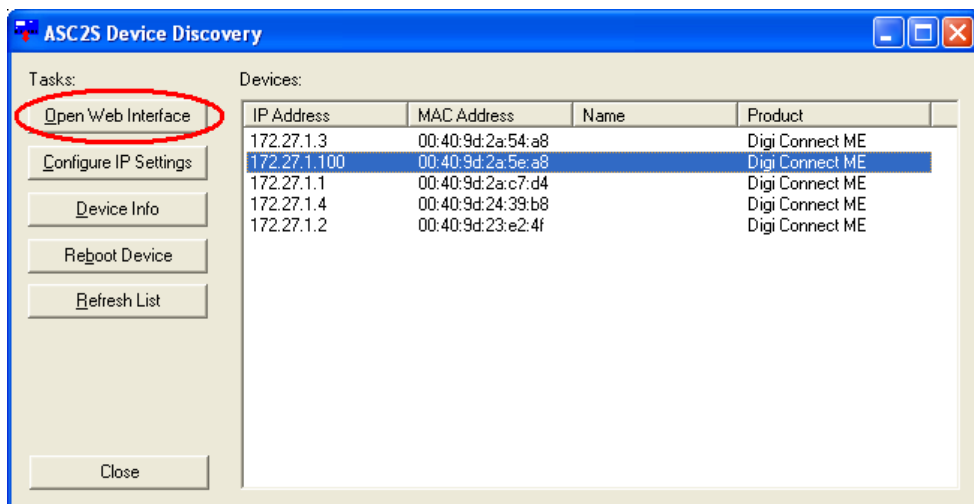 ASC2S Device Discovery
Tasks:
Devices:
Open Web Interface
Configure IP Settings
Device Info
Reboot Device
Refresh List
Close
IP Address MAC Address Name Product
172.27.1.3 00:40:9d:2a:54:a8 Digi Connect ME
172.27.1.100 00:40:9d:2a:5e:a8 Digi Connect ME
172.27.1.1 00:40:9d:2a:c7:d4 Digi Connect ME
172.27.1.4 00:40:9d:24:39:b8 Digi Connect ME
172.27.1.2 00:40:9d:23:e2:4f Digi Connect ME